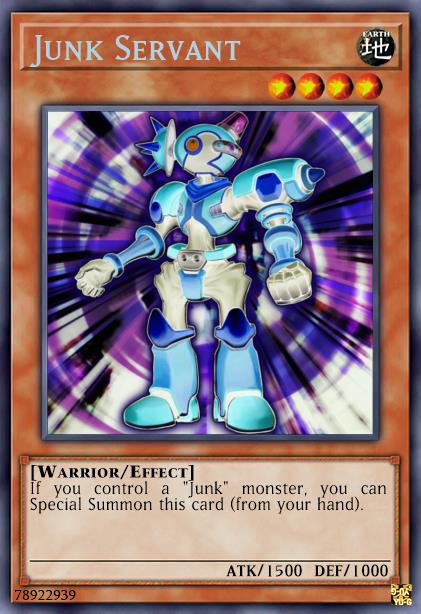 Junk Servant
EARTH
地
[Warrior/Effect]
If you control a "Junk" monster, you can
Special Summon this card (from your hand).
ATK/1500 DEF/1000
78922939